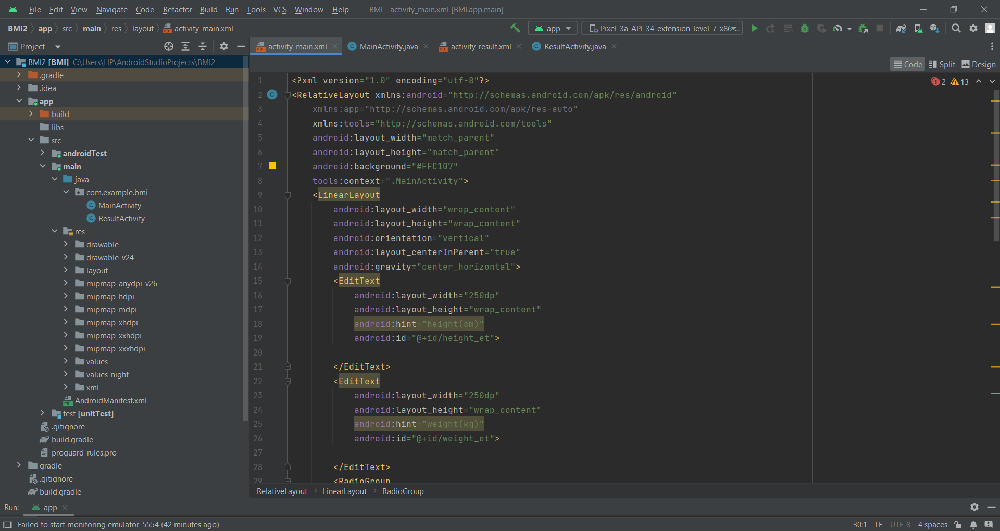 File Edit View Navigate Code Refactor Build Run Tools VCS Window Help BMI - activity_main.xml [BMI.app.main]
BMI2 app src main res layout activity_main.xml app Pixel_3a_API_34_extension_level_7_x86_...
Project activity_main.xml MainActivity.java activity_result.xml ResultActivity.java
Code Split Design
2 13
BMI2 [BMI] C:\Users\HP\AndroidStudioProjects\BMI2
.gradle
.idea
app
build
libs
src
androidTest
main
java
com.example.bmi
MainActivity
ResultActivity
res
drawable
drawable-v24
layout
mipmap-anydpi-v26
mipmap-hdpi
mipmap-mdpi
mipmap-xhdpi
mipmap-xxhdpi
mipmap-xxxhdpi
values
values-night
xml
AndroidManifest.xml
test [unitTest]
.gitignore
build.gradle
proguard-rules.pro
gradle
.gitignore
build.gradle
1 <?xml version="1.0" encoding="utf-8"?>
2 <RelativeLayout xmlns:android="http://schemas.android.com/apk/res/android"
3 xmlns:app="http://schemas.android.com/apk/res-auto"
4 xmlns:tools="http://schemas.android.com/tools"
5 android:layout_width="match_parent"
6 android:layout_height="match_parent"
7 android:background="#FFC107"
8 tools:context=".MainActivity">
9 <LinearLayout
10 android:layout_width="wrap_content"
11 android:layout_height="wrap_content"
12 android:orientation="vertical"
13 android:layout_centerInParent="true"
14 android:gravity="center_horizontal">
15 <EditText
16 android:layout_width="250dp"
17 android:layout_height="wrap_content"
18 android:hint="height(cm)"
19 android:id="@+id/height_et">
20
21 </EditText>
22 <EditText
23 android:layout_width="250dp"
24 android:layout_height="wrap_content"
25 android:hint="weight(kg)"
26 android:id="@+id/weight_et">
27
28 </EditText>
29 <RadioGroup
RelativeLayout LinearLayout RadioGroup
Run: app
Failed to start monitoring emulator-5554 (42 minutes ago) 30:1 LF UTF-8 4 spaces